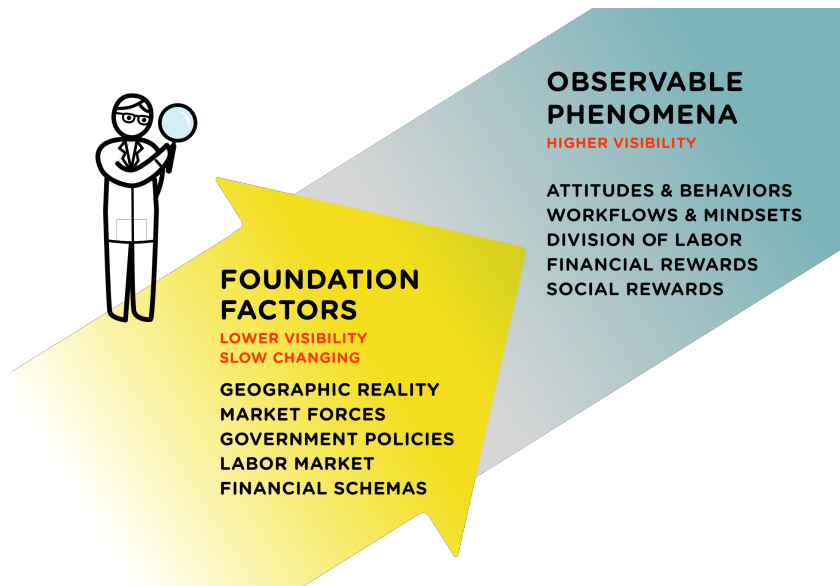 OBSERVABLE
PHENOMENA
HIGHER VISIBILITY
ATTITUDES & BEHAVIORS
WORKFLOWS & MINDSETS
DIVISION OF LABOR
FINANCIAL REWARDS
SOCIAL REWARDS
FOUNDATION
FACTORS
LOWER VISIBILITY
SLOW CHANGING
GEOGRAPHIC REALITY
MARKET FORCES
GOVERNMENT POLICIES
LABOR MARKET
FINANCIAL SCHEMAS